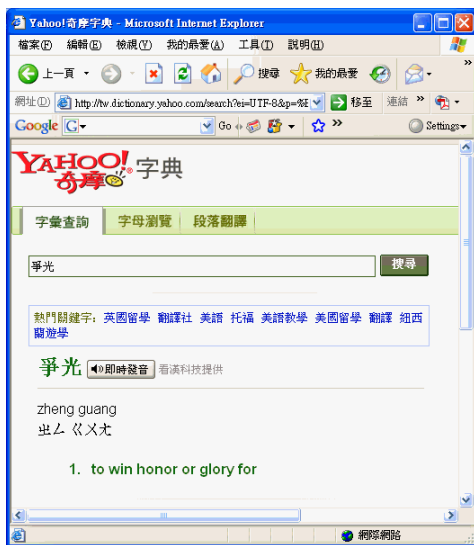 Yahoo!奇摩字典 - Microsoft Internet Explorer
檔案(F) 編輯(E) 檢視(V) 我的最愛(A) 工具(T) 說明(H)
上一頁 搜尋 我的最愛 »
網址(D) http://tw.dictionary.yahoo.com/search?ei=UTF-8&p=%E 移至 連結 »
Google G Go » Settings
YAHOO!奇摩 字典
字彙查詢 字母瀏覽 段落翻譯
爭光 搜尋
熱門關鍵字: 英國留學 翻譯社 美語 托福 美語教學 美國留學 翻譯 紐西
蘭遊學
爭光 即時發音 看漢科技提供
zheng guang
ㄓㄥ ㄍㄨㄤ
1. to win honor or glory for
網際網路